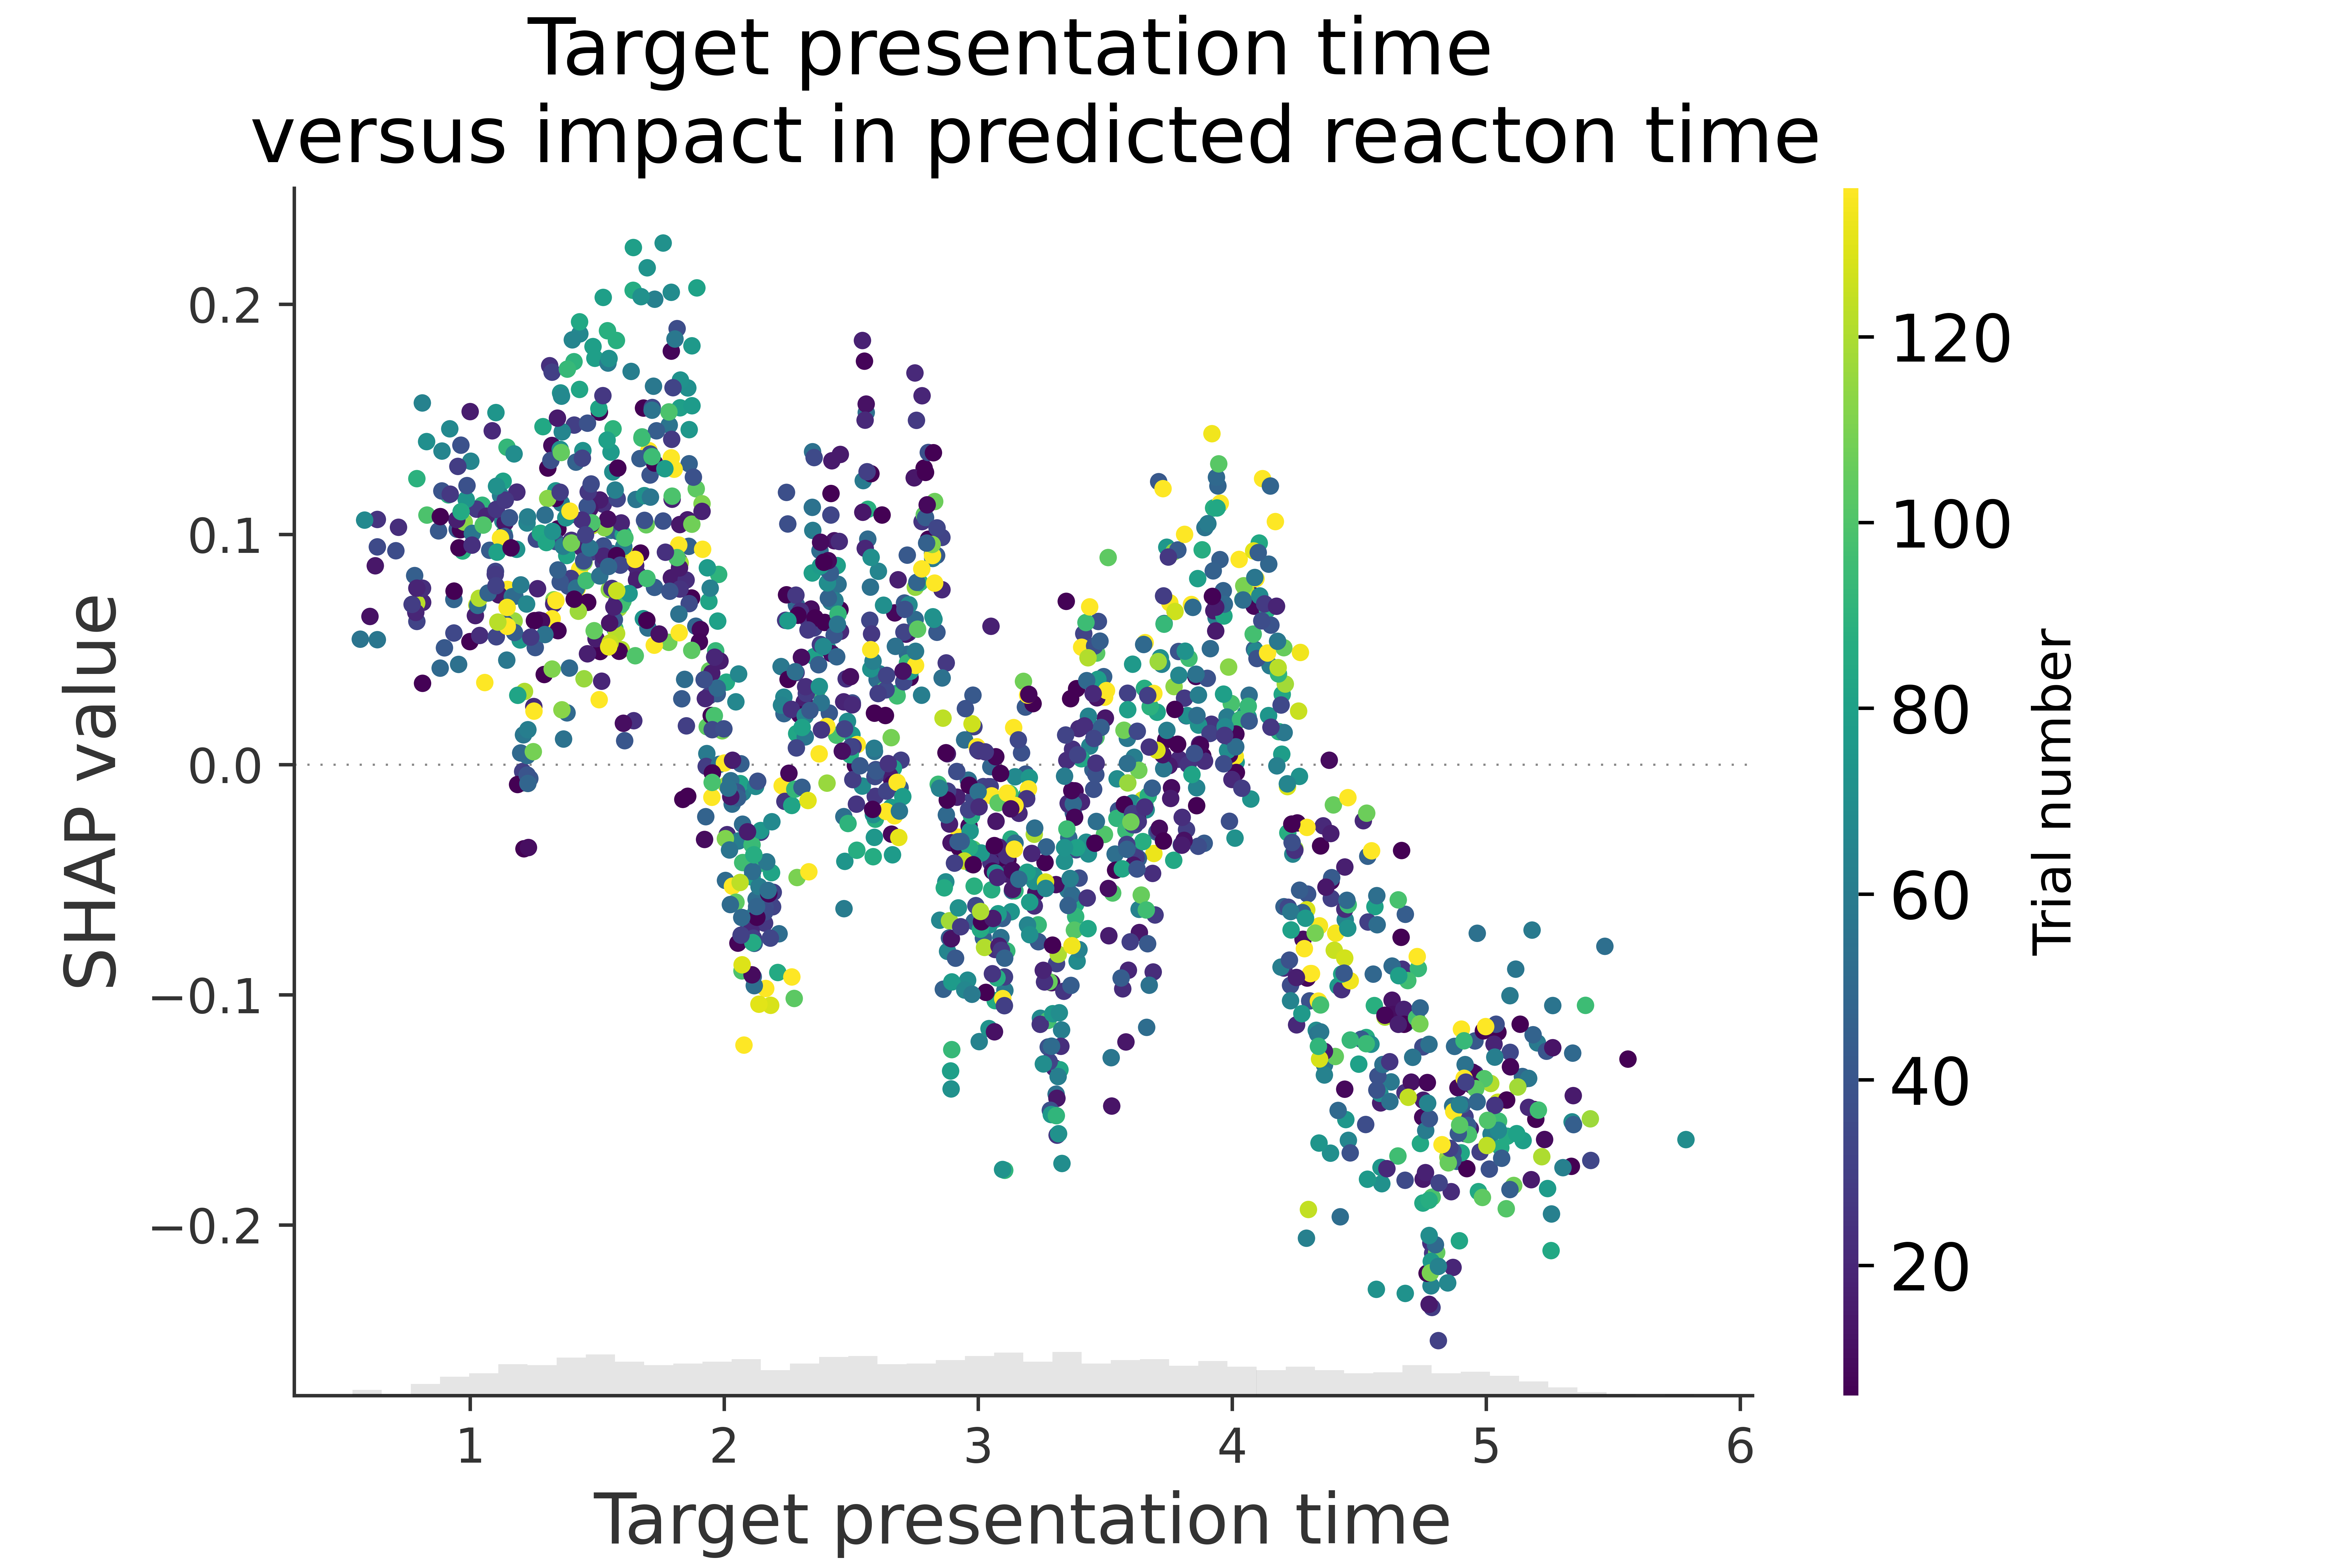 Target presentation time
versus impact in predicted reacton time
SHAP value
0.2
0.1
0.0
−0.1
−0.2
1 2 3 4 5 6
Target presentation time
120
100
80
60
40
20
Trial number